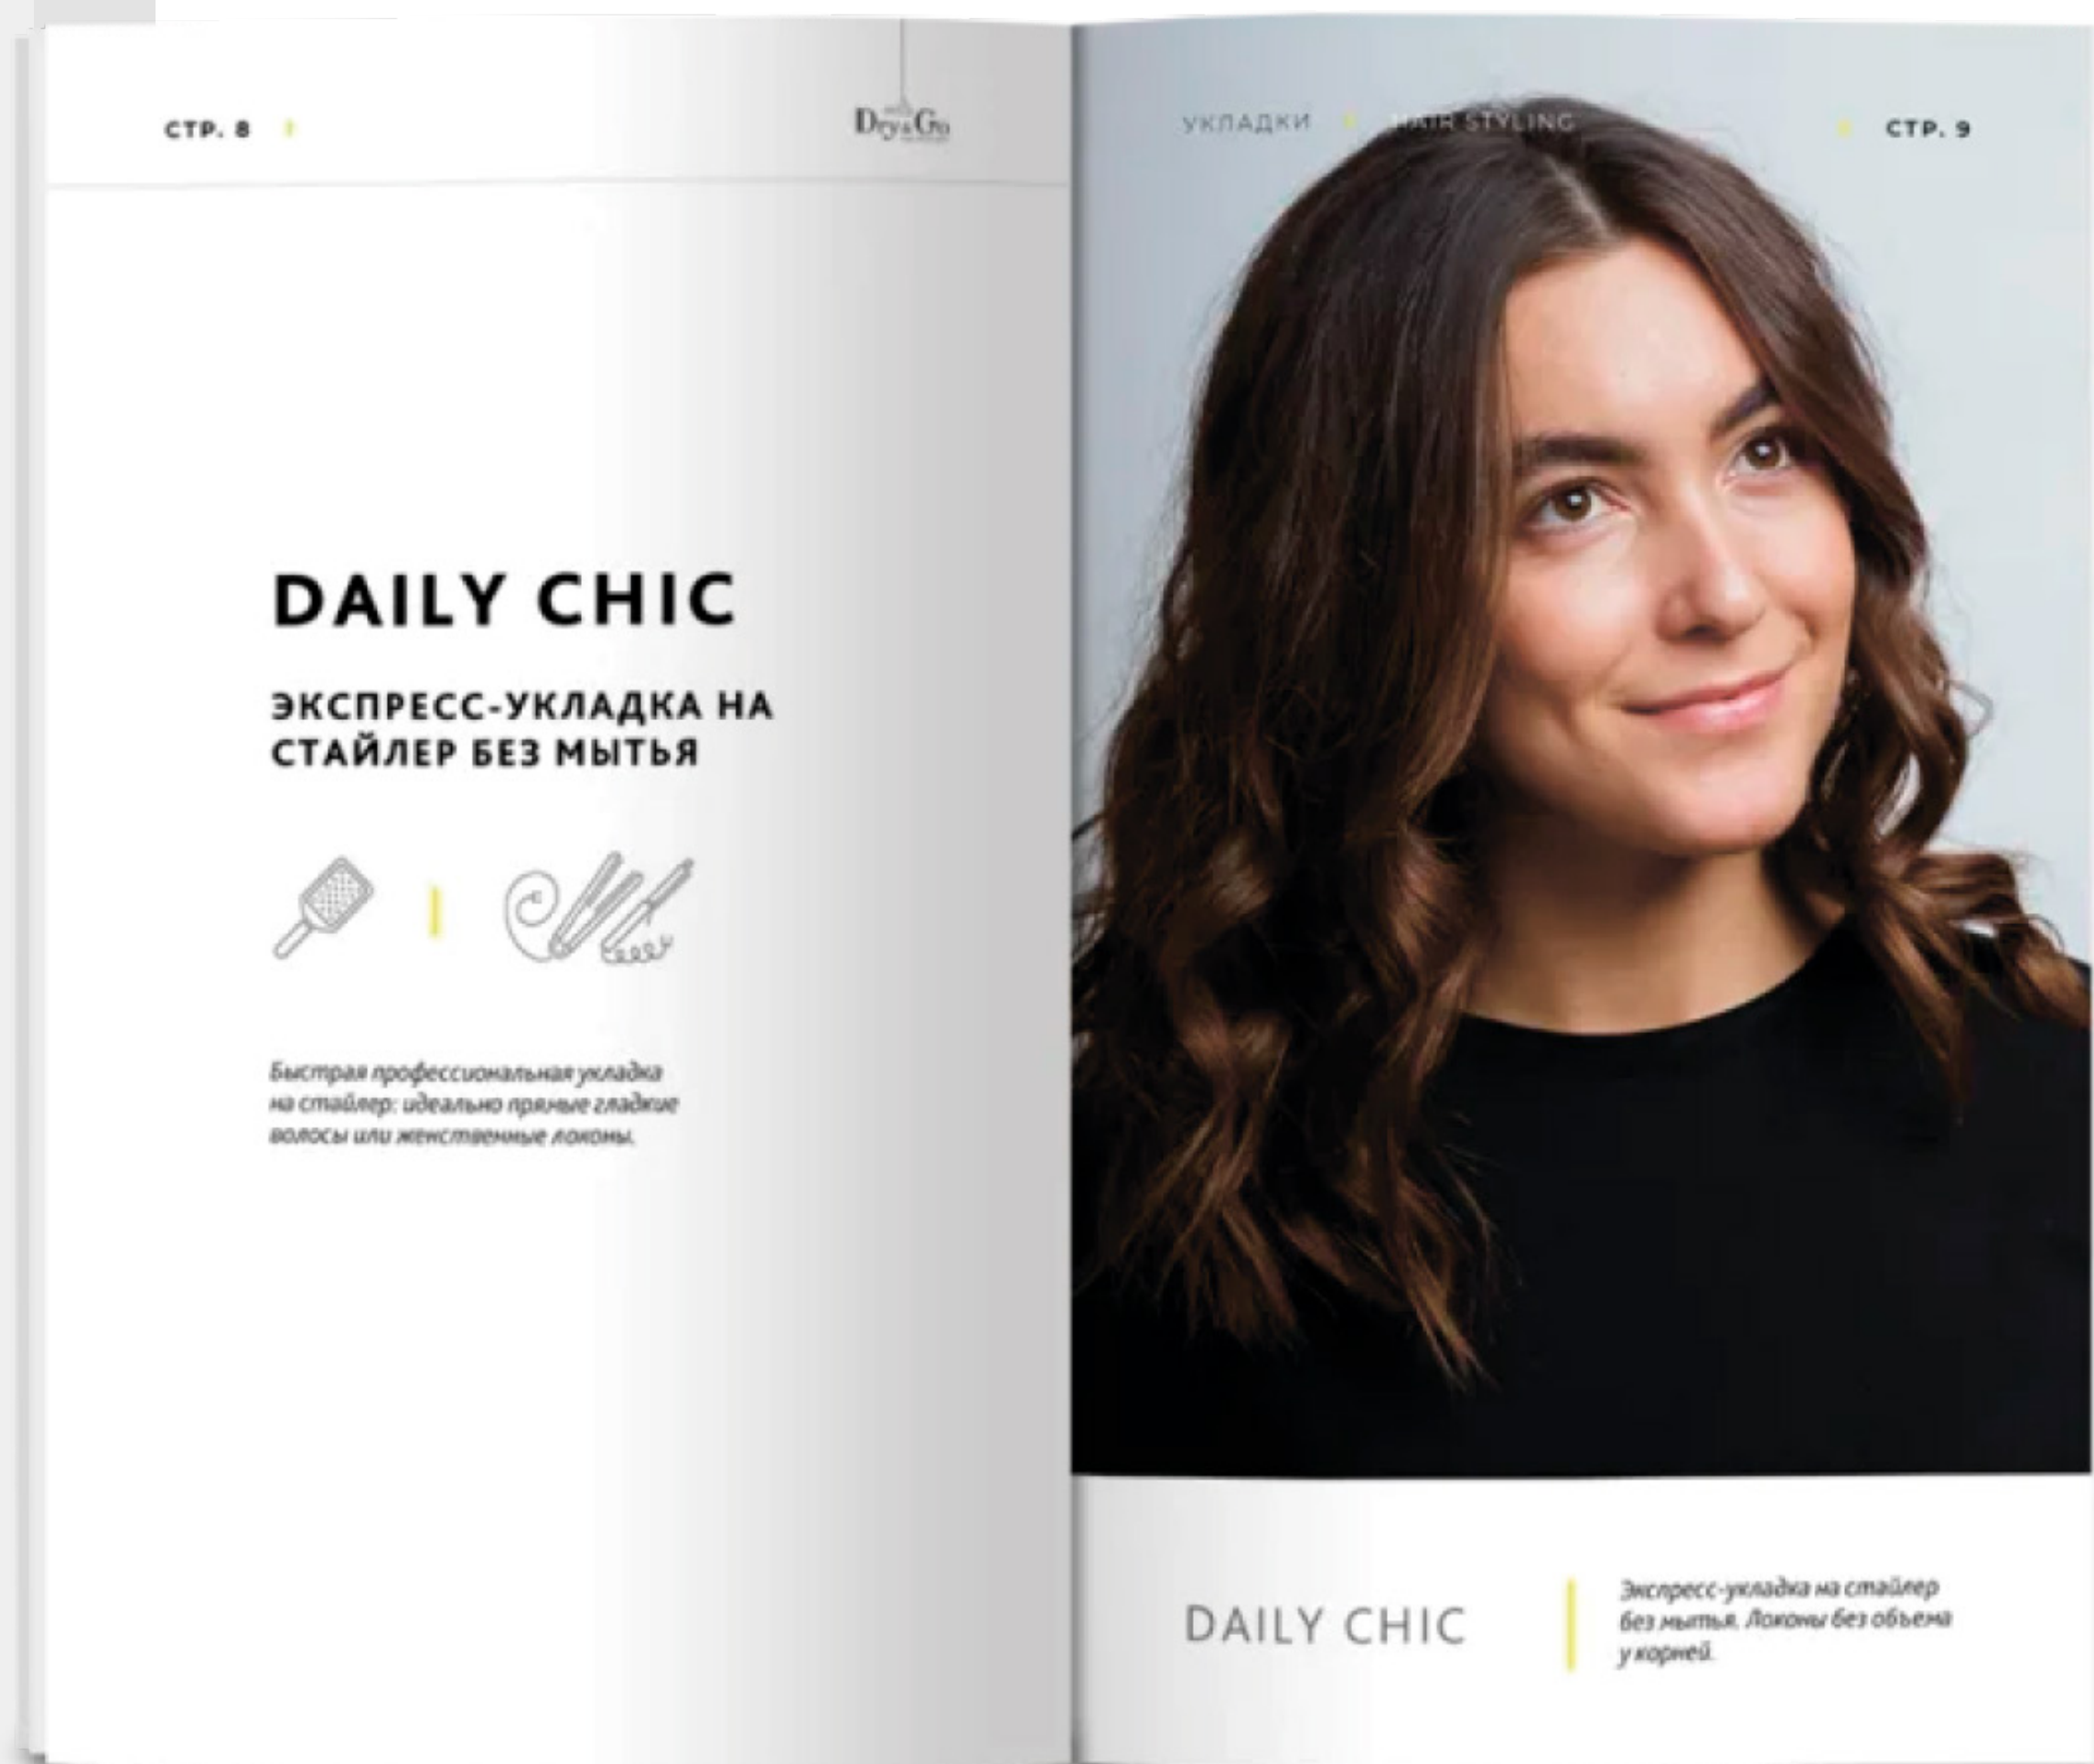 СТР. 8
Dry&Go
DAILY CHIC
ЭКСПРЕСС-УКЛАДКА НА
СТАЙЛЕР БЕЗ МЫТЬЯ
Быстрая профессиональная укладка
на стайлер: идеально прямые гладкие
волосы или женственные локоны.
УКЛАДКИ HAIR STYLING
СТР. 9
DAILY CHIC
Экспресс-укладка на стайлер
без мытья. Локоны без объема
у корней.